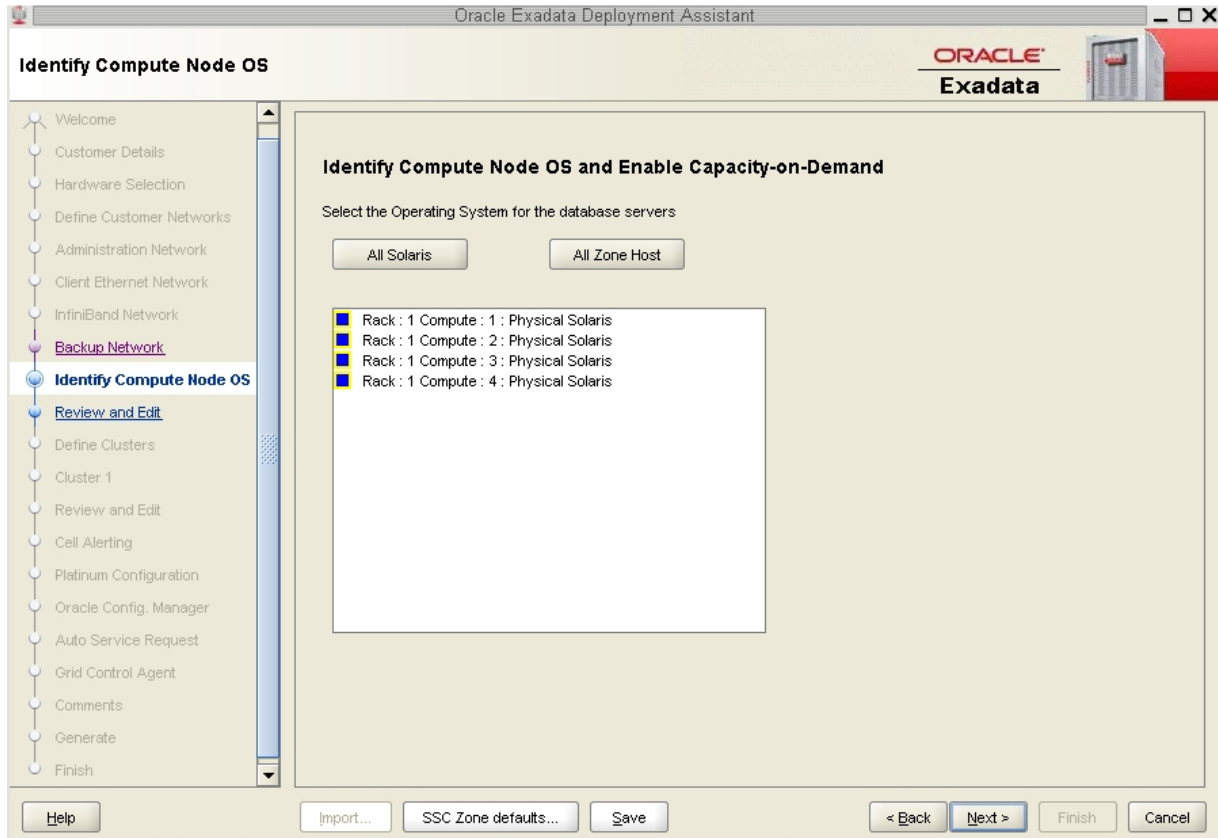 Oracle Exadata Deployment Assistant
Identify Compute Node OS
ORACLE®
Exadata
Welcome
Customer Details
Hardware Selection
Define Customer Networks
Administration Network
Client Ethernet Network
InfiniBand Network
Backup Network
Identify Compute Node OS
Review and Edit
Define Clusters
Cluster 1
Review and Edit
Cell Alerting
Platinum Configuration
Oracle Config. Manager
Auto Service Request
Grid Control Agent
Comments
Generate
Finish
Identify Compute Node OS and Enable Capacity-on-Demand
Select the Operating System for the database servers
All Solaris All Zone Host
Rack : 1 Compute : 1 : Physical Solaris
Rack : 1 Compute : 2 : Physical Solaris
Rack : 1 Compute : 3 : Physical Solaris
Rack : 1 Compute : 4 : Physical Solaris
Help Import... SSC Zone defaults... Save < Back Next > Finish Cancel